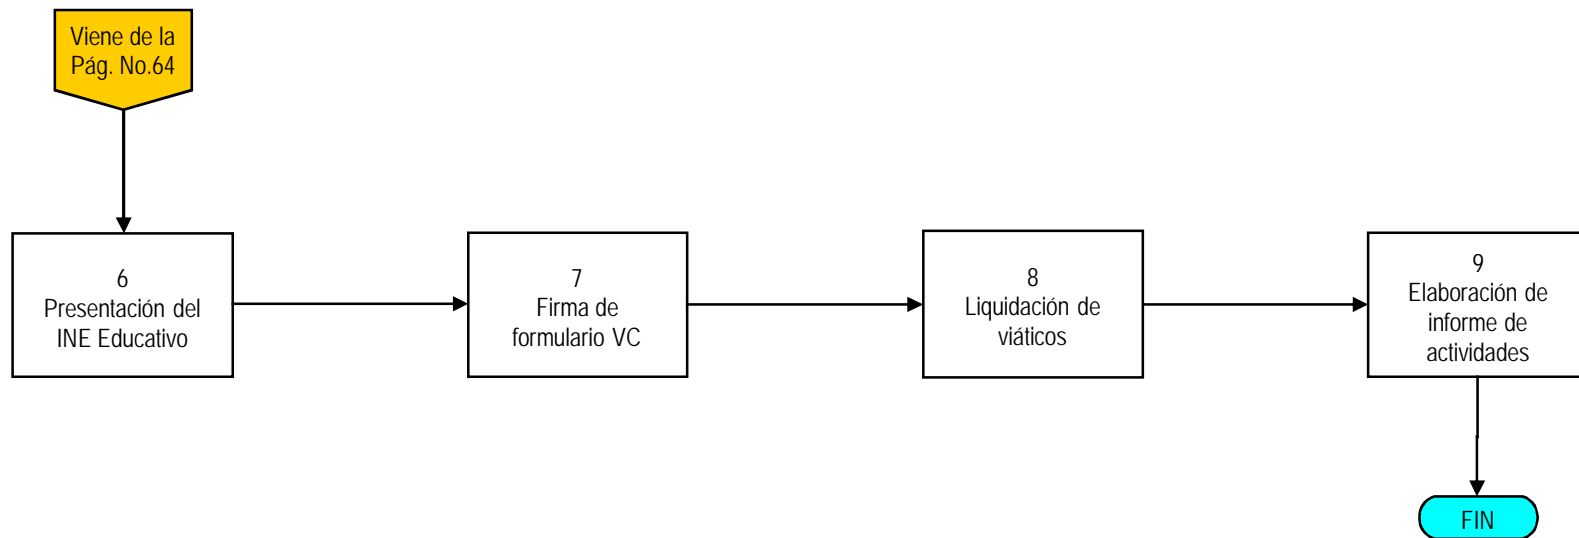 Viene de la
Pág. No.64
6
Presentación del
INE Educativo
7
Firma de
formulario VC
8
Liquidación de
viáticos
9
Elaboración de
informe de
actividades
FIN